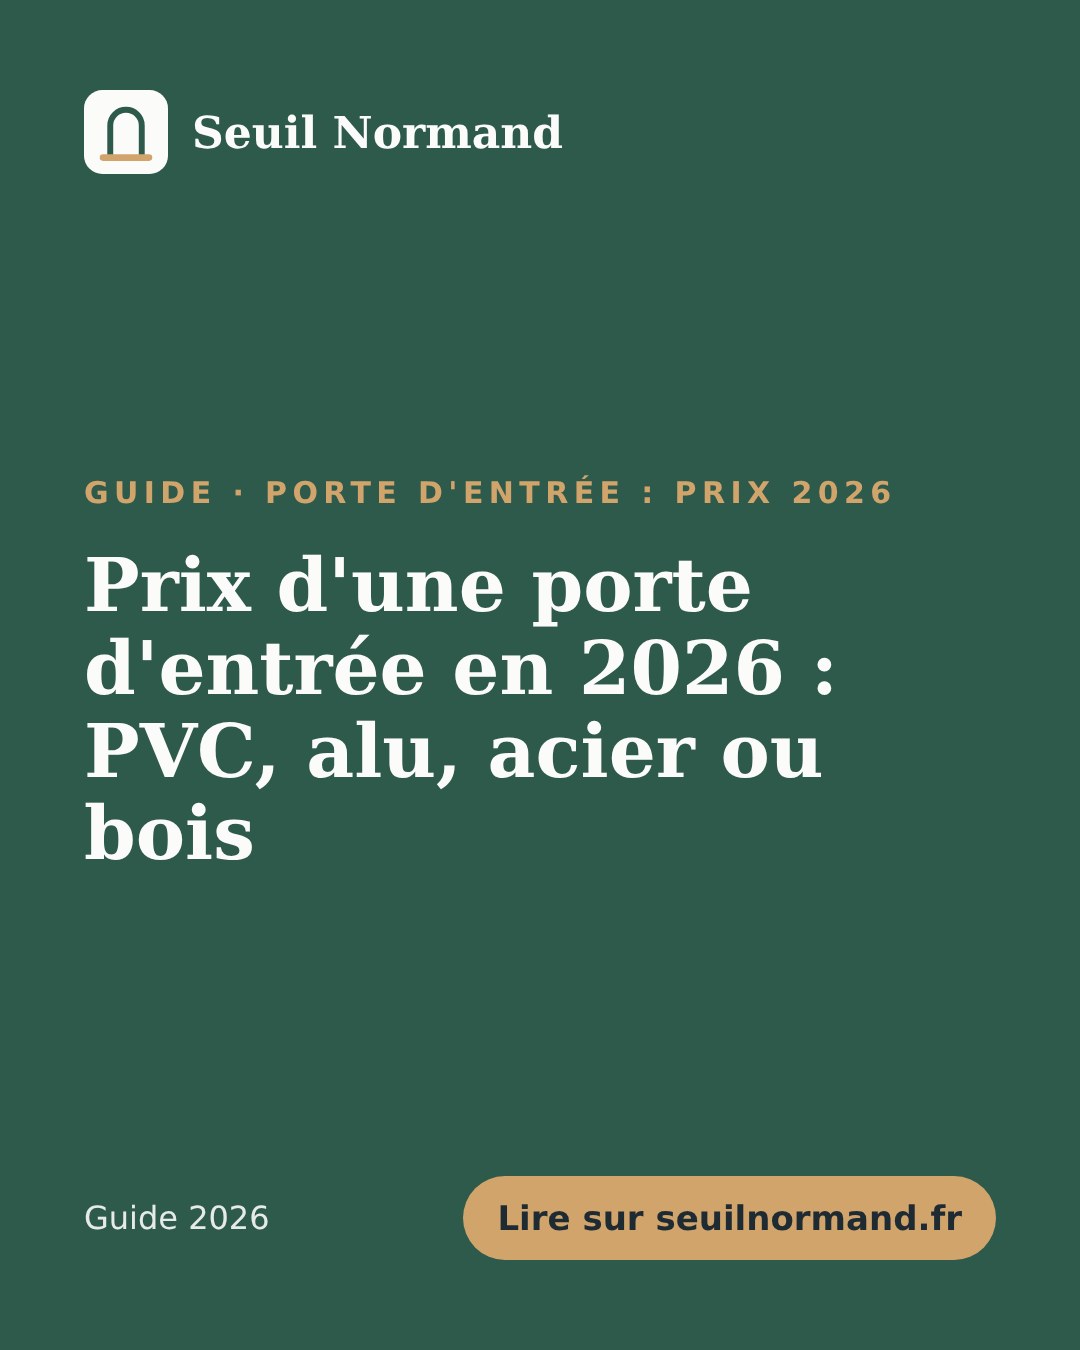 Seuil Normand
GUIDE · PORTE D'ENTRÉE : PRIX 2026
Prix d'une porte
d'entrée en 2026 :
PVC, alu, acier ou
bois
Guide 2026
Lire sur seuilnormand.fr